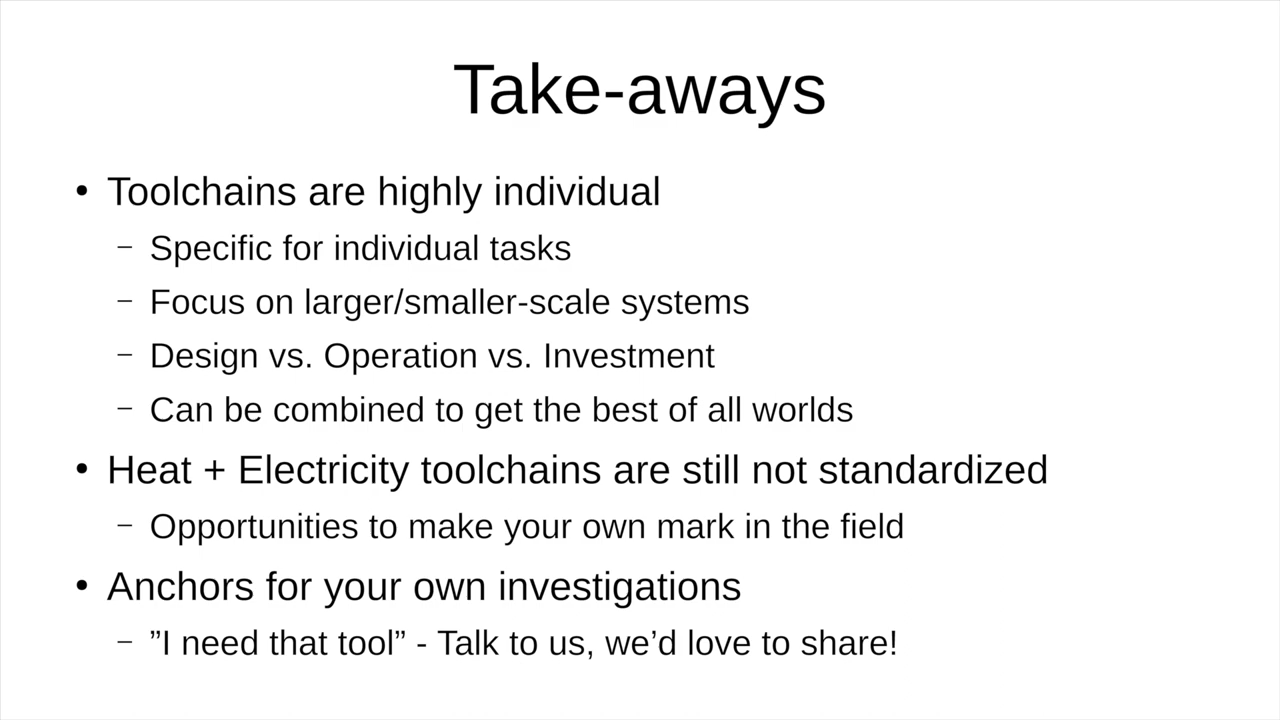 Take-aways
• Toolchains are highly individual
– Specific for individual tasks
– Focus on larger/smaller-scale systems
– Design vs. Operation vs. Investment
– Can be combined to get the best of all worlds
• Heat + Electricity toolchains are still not standardized
– Opportunities to make your own mark in the field
• Anchors for your own investigations
– ”I need that tool” - Talk to us, we’d love to share!